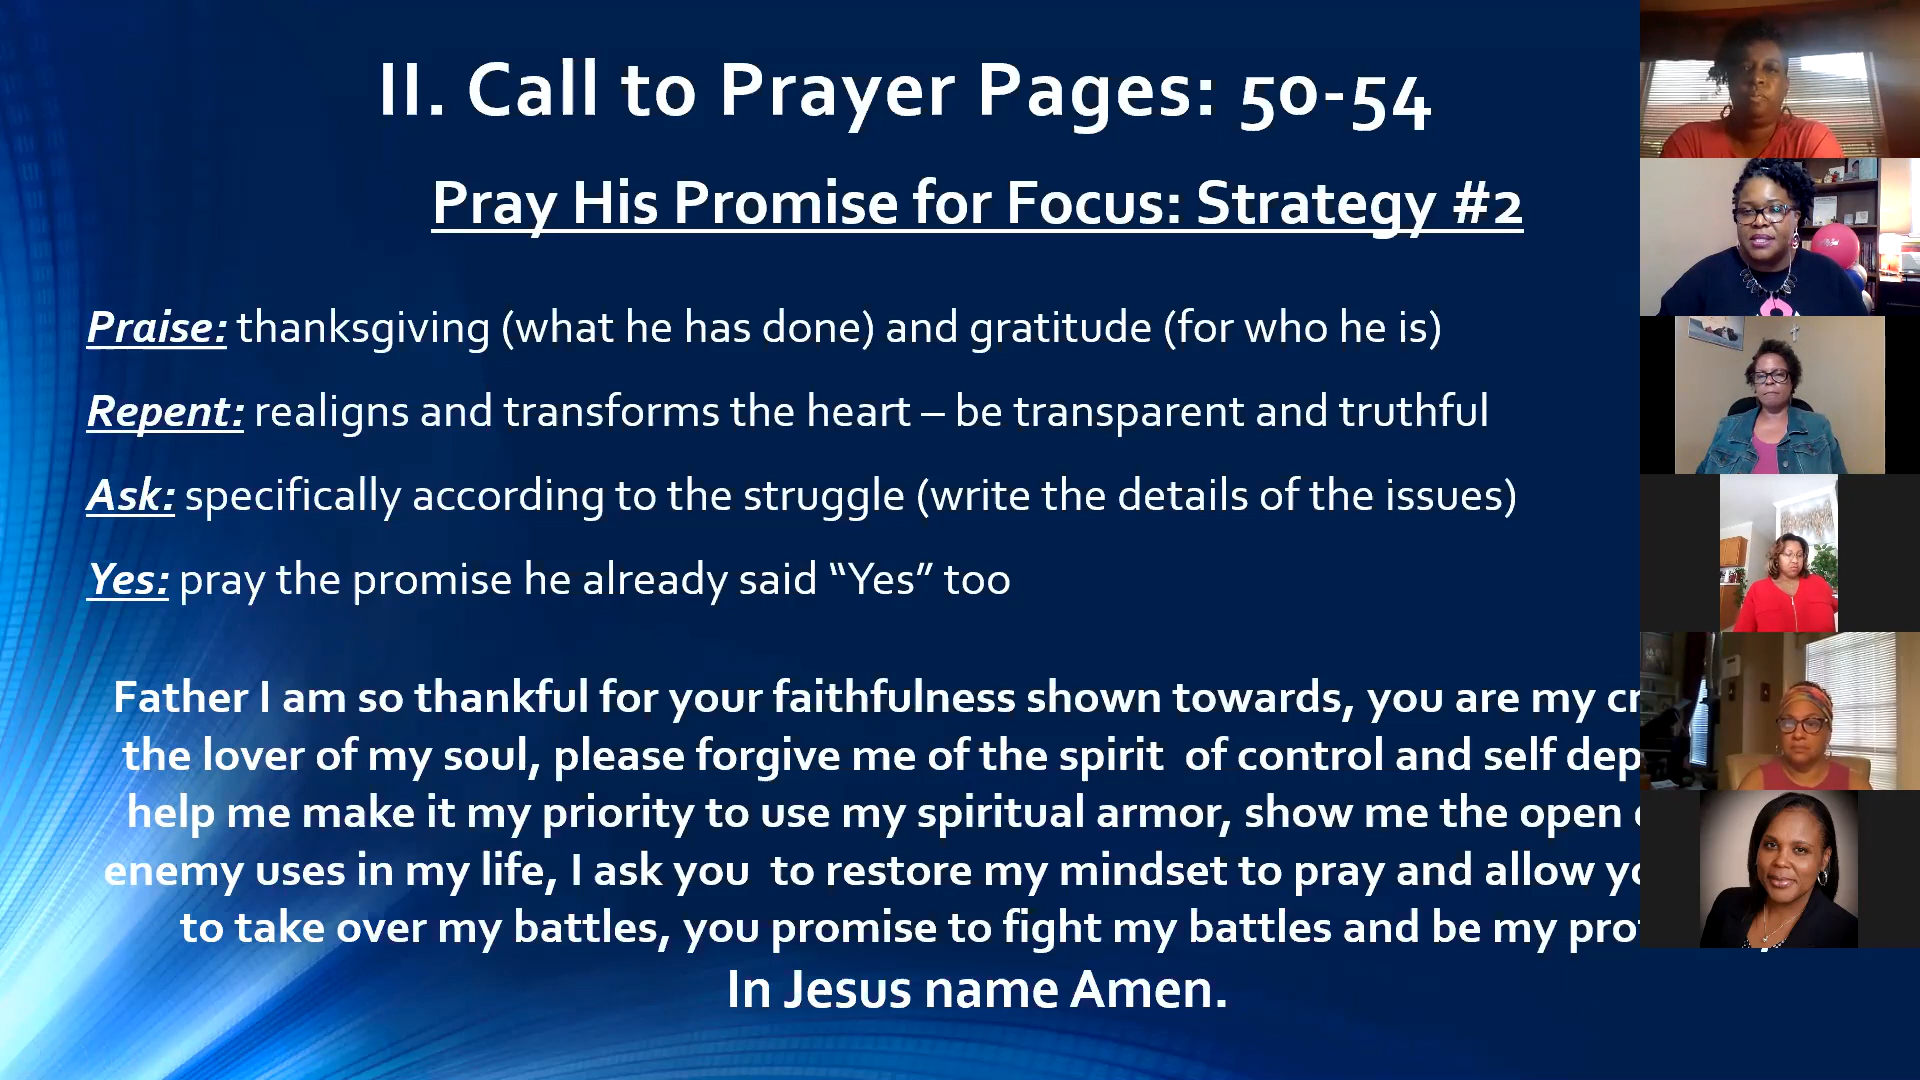 II. Call to Prayer Pages: 50-54
Pray His Promise for Focus: Strategy #2
Praise: thanksgiving (what he has done) and gratitude (for who he is)
Repent: realigns and transforms the heart – be transparent and truthful
Ask: specifically according to the struggle (write the details of the issues)
Yes: pray the promise he already said “Yes” too
Father I am so thankful for your faithfulness shown towards, you are my
the lover of my soul, please forgive me of the spirit of control and self
help me make it my priority to use my spiritual armor, show me the open
enemy uses in my life, I ask you to restore my mindset to pray and allow
to take over my battles, you promise to fight my battles and be my
In Jesus name Amen.